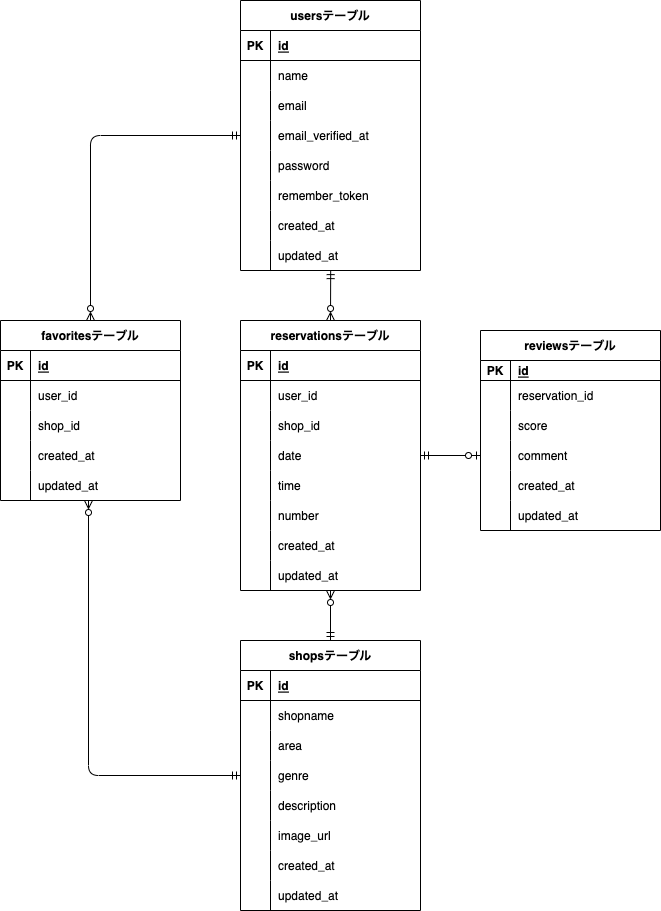 usersテーブル
PK id
name
email
email_verified_at
password
remember_token
created_at
updated_at
favoritesテーブル
PK id
user_id
shop_id
created_at
updated_at
reservationsテーブル
PK id
user_id
shop_id
date
time
number
created_at
updated_at
reviewsテーブル
PK id
reservation_id
score
comment
created_at
updated_at
shopsテーブル
PK id
shopname
area
genre
description
image_url
created_at
updated_at